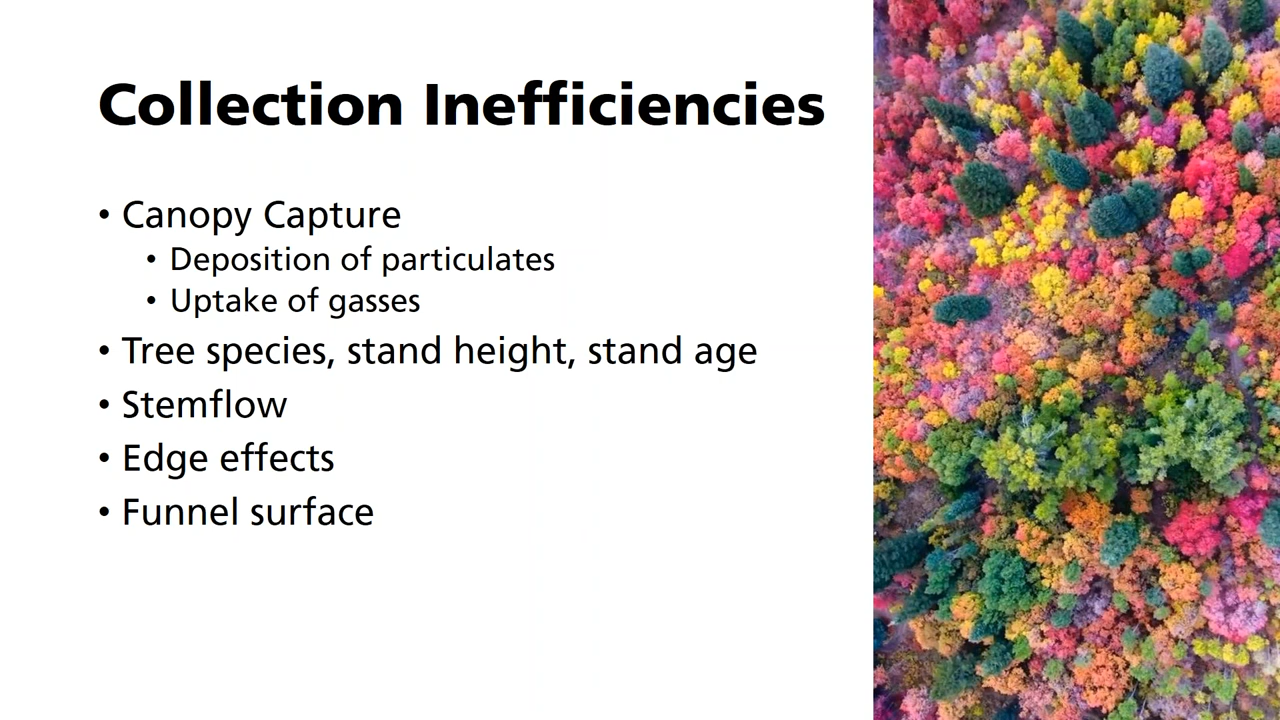 Collection Inefficiencies
• Canopy Capture
• Deposition of particulates
• Uptake of gasses
• Tree species, stand height, stand age
• Stemflow
• Edge effects
• Funnel surface